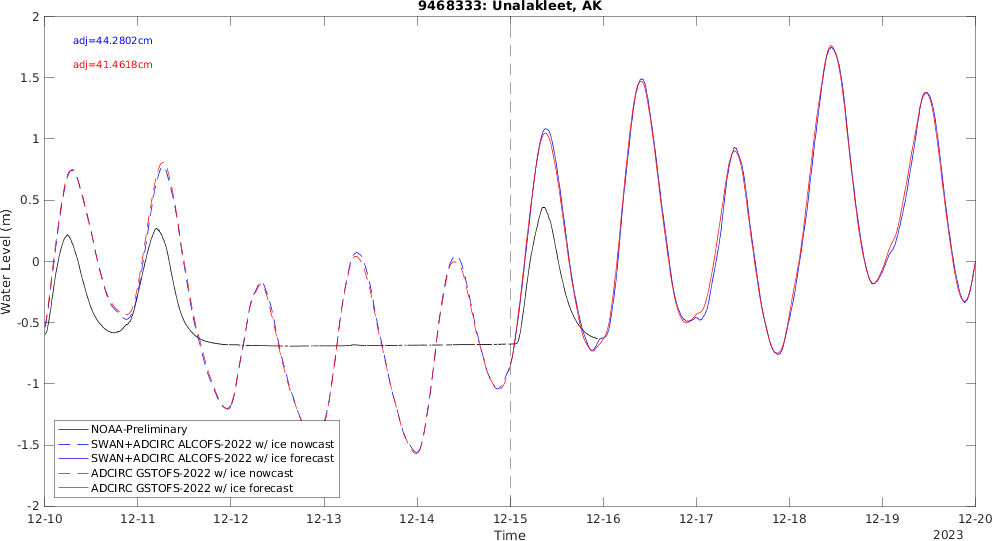 9468333: Unalakleet, AK
adj=44.2802cm
adj=41.4618cm
Water Level (m)
2
1.5
1
0.5
0
-0.5
-1
-1.5
-2
NOAA-Preliminary
SWAN+ADCIRC ALCOFS-2022 w/ ice nowcast
SWAN+ADCIRC ALCOFS-2022 w/ ice forecast
ADCIRC GSTOFS-2022 w/ ice nowcast
ADCIRC GSTOFS-2022 w/ ice forecast
12-10 12-11 12-12 12-13 12-14 12-15 12-16 12-17 12-18 12-19 12-20
Time
2023